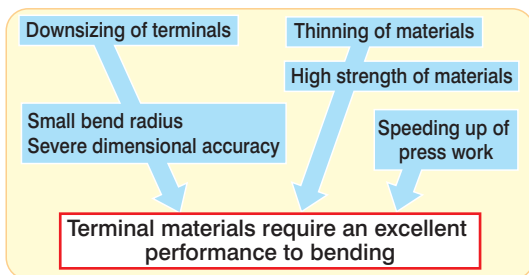 Downsizing of terminals
Thinning of materials
High strength of materials
Small bend radius
Severe dimensional accuracy
Speeding up of
press work
Terminal materials require an excellent
performance to bending